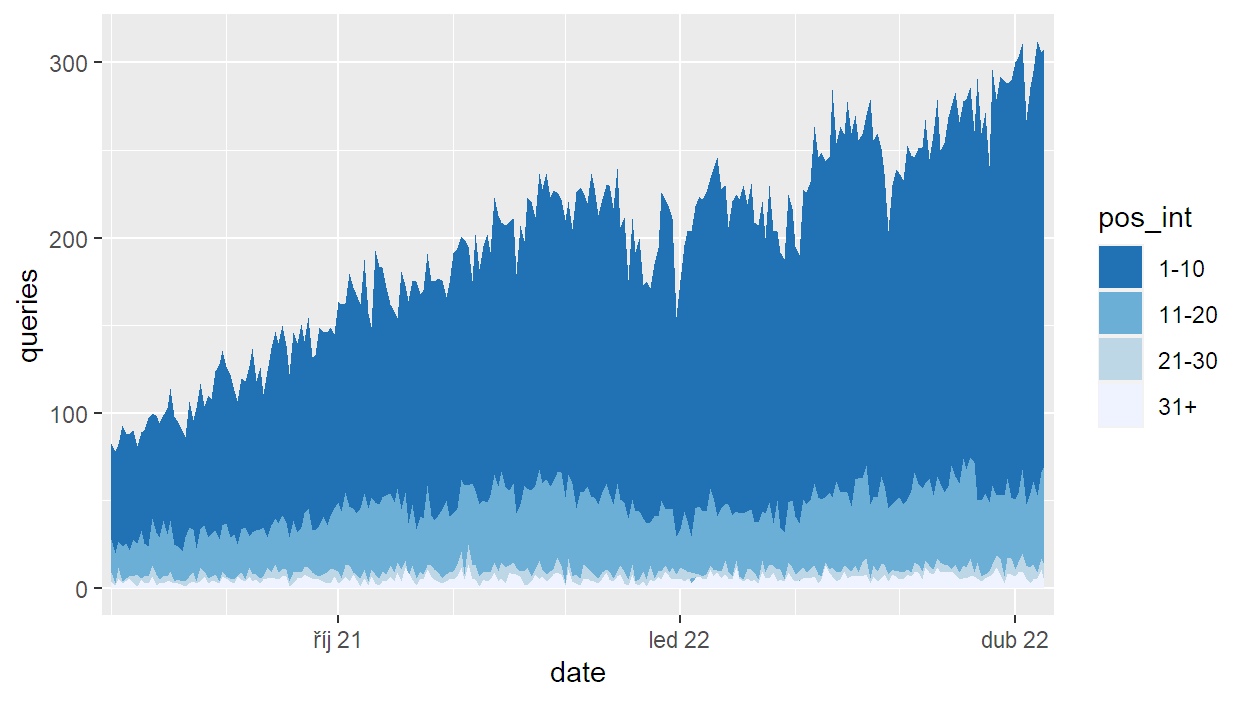 300
200
100
0
queries
říj 21
led 22
dub 22
date
pos_int
1-10
11-20
21-30
31+